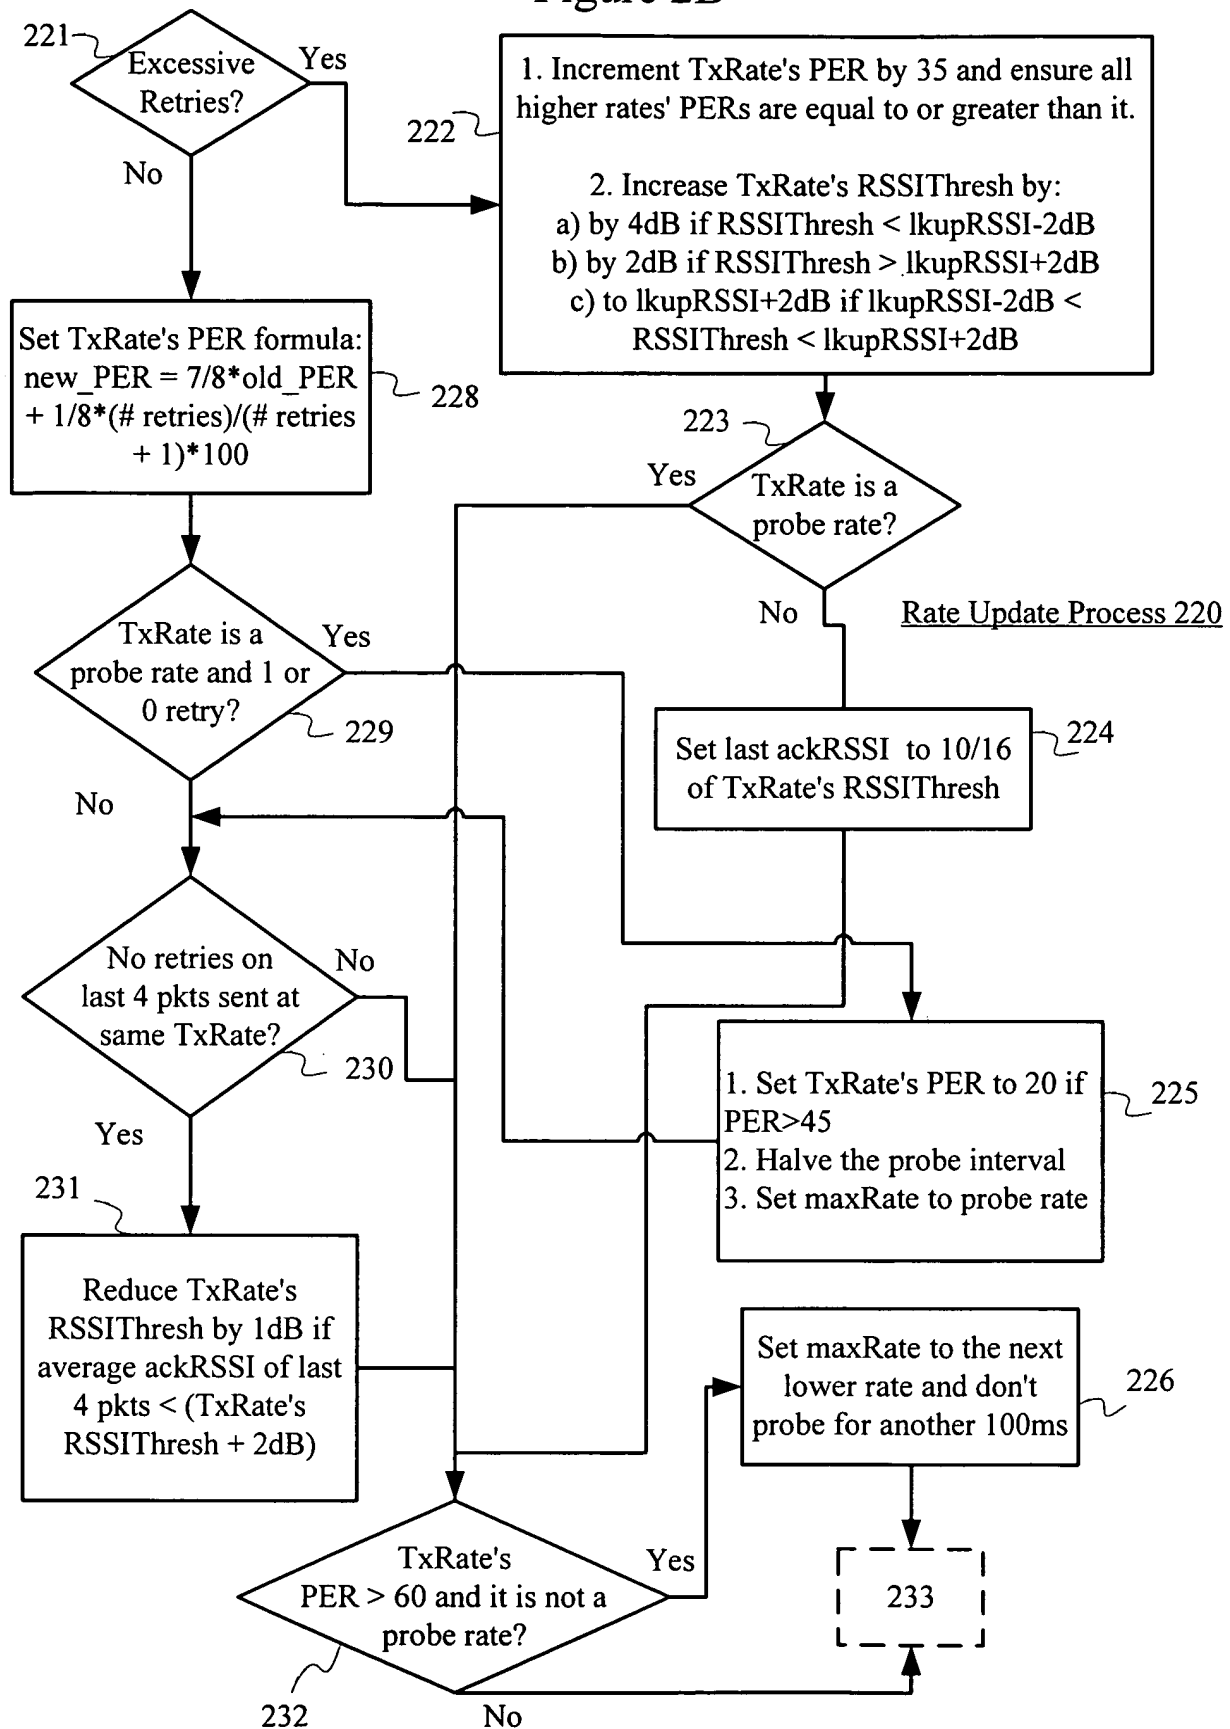 221
Excessive
Retries?
Yes
No
222
1. Increment TxRate's PER by 35 and ensure all
higher rates' PERs are equal to or greater than it.
2. Increase TxRate's RSSIThresh by:
a) by 4dB if RSSIThresh < lkupRSSI-2dB
b) by 2dB if RSSIThresh > lkupRSSI+2dB
c) to lkupRSSI+2dB if lkupRSSI-2dB <
RSSIThresh < lkupRSSI+2dB
Set TxRate's PER formula:
new_PER = 7/8*old_PER
+ 1/8*(# retries)/(# retries
+ 1)*100
228
223
Yes
TxRate is a
probe rate?
No
Rate Update Process 220
TxRate is a
probe rate and 1 or
0 retry?
Yes
229
No
224
Set last ackRSSI to 10/16
of TxRate's RSSIThresh
No retries on
last 4 pkts sent at
same TxRate?
No
230
Yes
225
1. Set TxRate's PER to 20 if
PER>45
2. Halve the probe interval
3. Set maxRate to probe rate
231
Reduce TxRate's
RSSIThresh by 1dB if
average ackRSSI of last
4 pkts < (TxRate's
RSSIThresh + 2dB)
Set maxRate to the next
lower rate and don't
probe for another 100ms
226
TxRate's
PER > 60 and it is not a
probe rate?
Yes
233
232
No